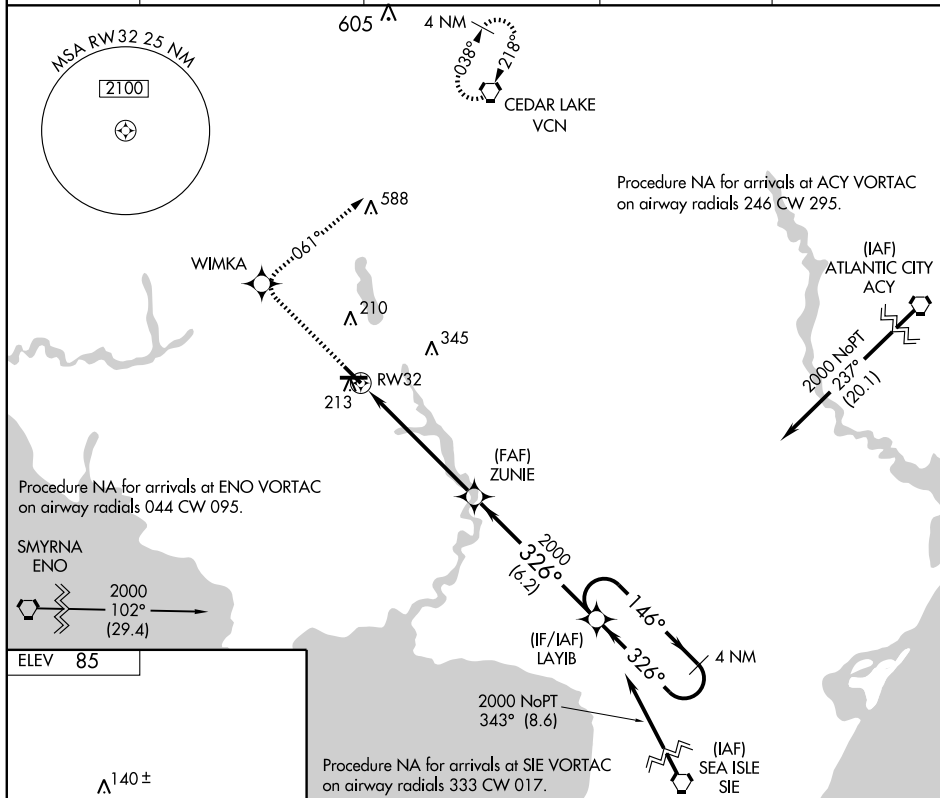 605
4 NM
038°
218°
CEDAR LAKE
VCN
MSA RW32 25 NM
2100
Procedure NA for arrivals at ACY VORTAC
on airway radials 246 CW 295.
588
061°
WIMKA
(IAF)
ATLANTIC CITY
ACY
210
345
2000 NoPT
237°
(20.1)
RW32
213
(FAF)
ZUNIE
Procedure NA for arrivals at ENO VORTAC
on airway radials 044 CW 095.
SMYRNA
ENO
2000
102°
(29.4)
2000
326°
(6.2)
146°
(IF/IAF)
LAYIB
326°
4 NM
ELEV 85
2000 NoPT
343° (8.6)
(IAF)
SEA ISLE
SIE
Procedure NA for arrivals at SIE VORTAC
on airway radials 333 CW 017.
140 ±